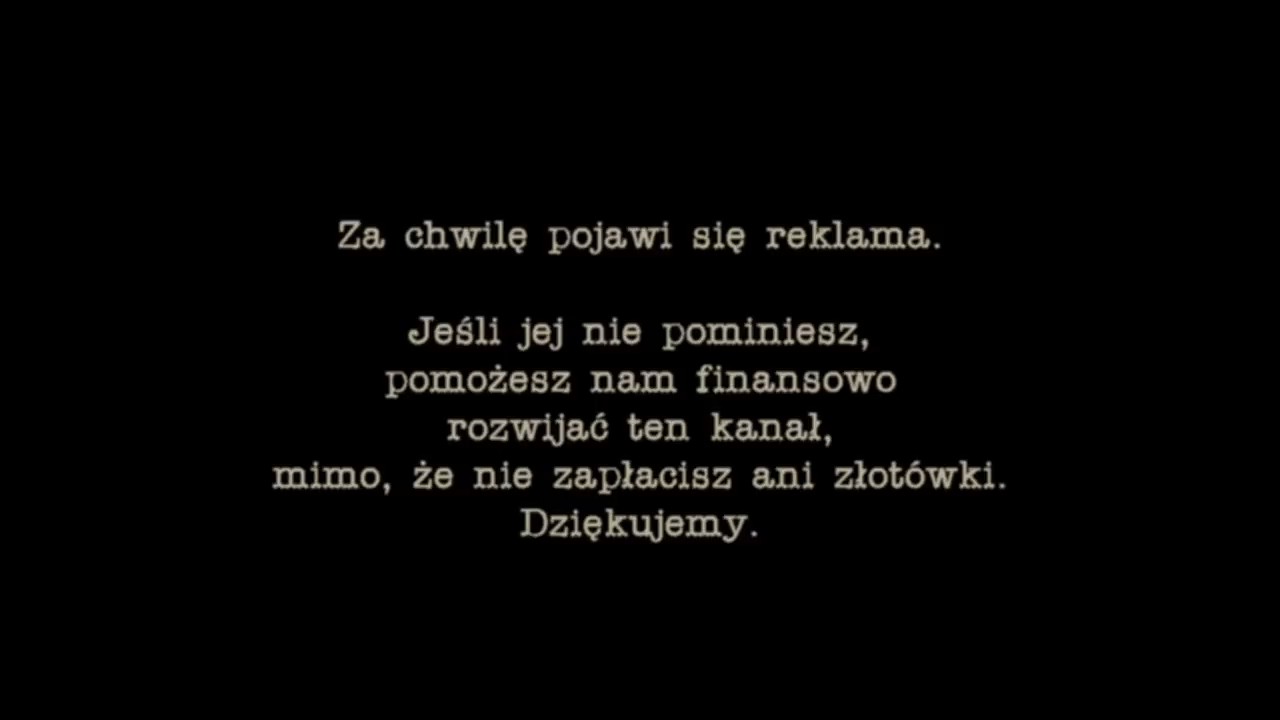 Za chwilę pojawi się reklama.
Jeśli jej nie pominiesz,
pomożesz nam finansowo
rozwijać ten kanał,
mimo, że nie zapłacisz ani złotówki.
Dziękujemy.